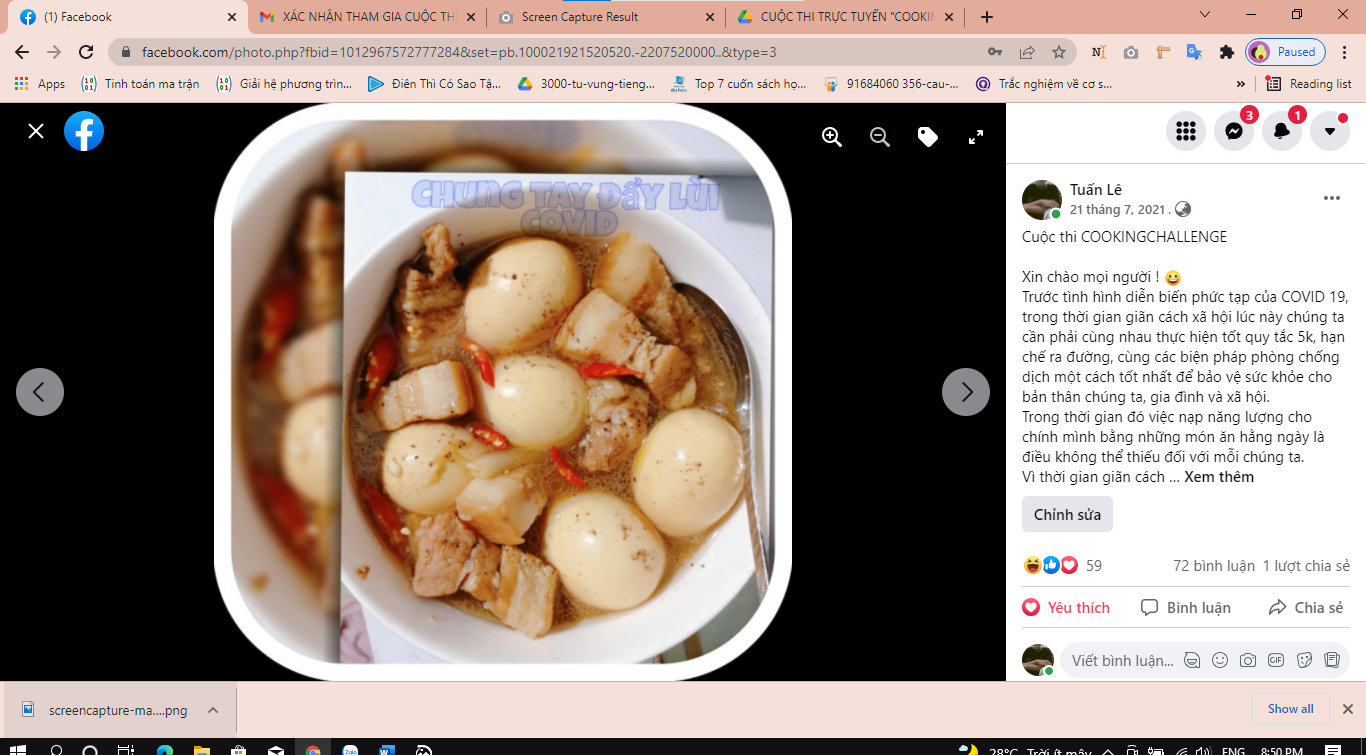 (1) Facebook
XÁC NHẬN THAM GIA CUỘC THI
Screen Capture Result
CUỘC THI TRỰC TUYẾN "COOKIN
facebook.com/photo.php?fbid=1012967572777284&set=pb.100021921520520.-2207520000..&type=3
Paused
Apps
Tính toán ma trận
Giải hệ phương trìn...
Điên Thì Có Sao Tậ...
3000-tu-vung-tieng...
Top 7 cuốn sách họ...
91684060 356-cau-...
Trắc nghiệm về cơ s...
»
Reading list
3
1
CHUNG TAY ĐẨY LÙI
COVID
Tuấn Lê
21 tháng 7, 2021 .
Cuộc thi COOKINGCHALLENGE
Xin chào mọi người ! 😀
Trước tình hình diễn biến phức tạp của COVID 19,
trong thời gian giãn cách xã hội lúc này chúng ta
cần phải cùng nhau thực hiện tốt quy tắc 5k, hạn
chế ra đường, cùng các biện pháp phòng chống
dịch một cách tốt nhất để bảo vệ sức khỏe cho
bản thân chúng ta, gia đình và xã hội.
Trong thời gian đó việc nạp năng lượng cho
chính mình bằng những món ăn hằng ngày là
điều không thể thiếu đối với mỗi chúng ta.
Vì thời gian giãn cách ... Xem thêm
Chỉnh sửa
59
72 bình luận 1 lượt chia sẻ
Yêu thích
Bình luận
Chia sẻ
Viết bình luận...
GIF
screencapture-ma....png
Show all
28°C Trời ít mây
ENG
8:50 PM